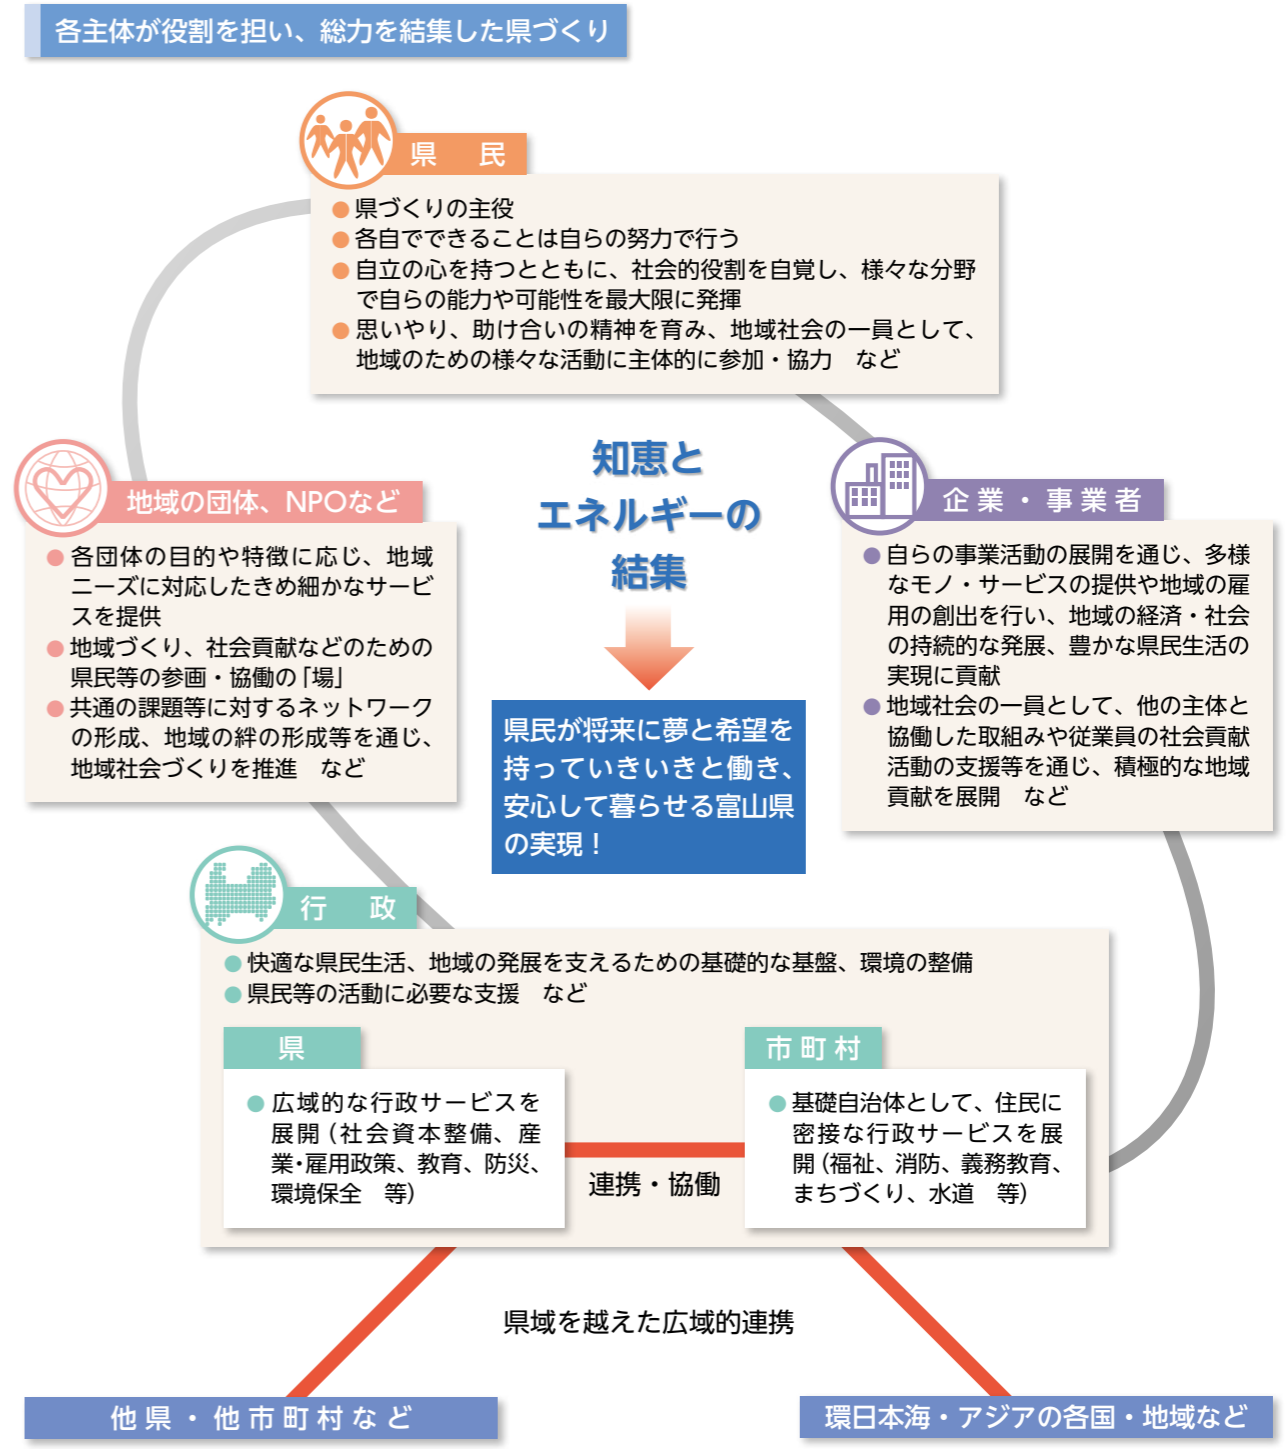 各主体が役割を担い、総力を結集した県づくり
県　民
●県づくりの主役
●各自でできることは自らの努力で行う
●自立の心を持つとともに、社会的役割を自覚し、様々な分野
で自らの能力や可能性を最大限に発揮
●思いやり、助け合いの精神を育み、地域社会の一員として、
地域のための様々な活動に主体的に参加・協力　など
知恵と
エネルギーの
結集
県民が将来に夢と希望を
持っていきいきと働き、
安心して暮らせる富山県
の実現！
地域の団体、NPOなど
●各団体の目的や特徴に応じ、地域
ニーズに対応したきめ細かなサービ
スを提供
●地域づくり、社会貢献などのための
県民等の参画・協働の「場」
●共通の課題等に対するネットワーク
の形成、地域の絆の形成等を通じ、
地域社会づくりを推進　など
企業・事業者
●自らの事業活動の展開を通じ、多様
なモノ・サービスの提供や地域の雇
用の創出を行い、地域の経済・社会
の持続的な発展、豊かな県民生活の
実現に貢献
●地域社会の一員として、他の主体と
協働した取組みや従業員の社会貢献
活動の支援等を通じ、積極的な地域
貢献を展開　など
行　政
●快適な県民生活、地域の発展を支えるための基礎的な基盤、環境の整備
●県民等の活動に必要な支援　など
県
●広域的な行政サービスを
展開（社会資本整備、産
業・雇用政策、教育、防災、
環境保全　等）
連携・協働
市町村
●基礎自治体として、住民に
密接な行政サービスを展
開（福祉、消防、義務教育、
まちづくり、水道　等）
県域を越えた広域的連携
他県・他市町村など
環日本海・アジアの各国・地域など